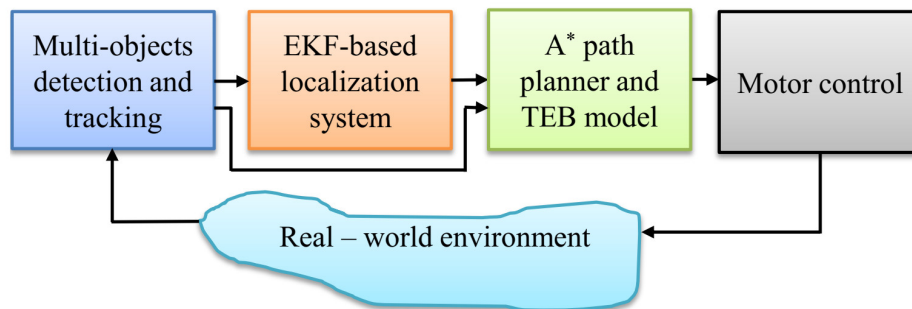 Multi-objects
detection and
tracking
EKF-based
localization
system
A* path
planner and
TEB model
Motor control
Real – world environment